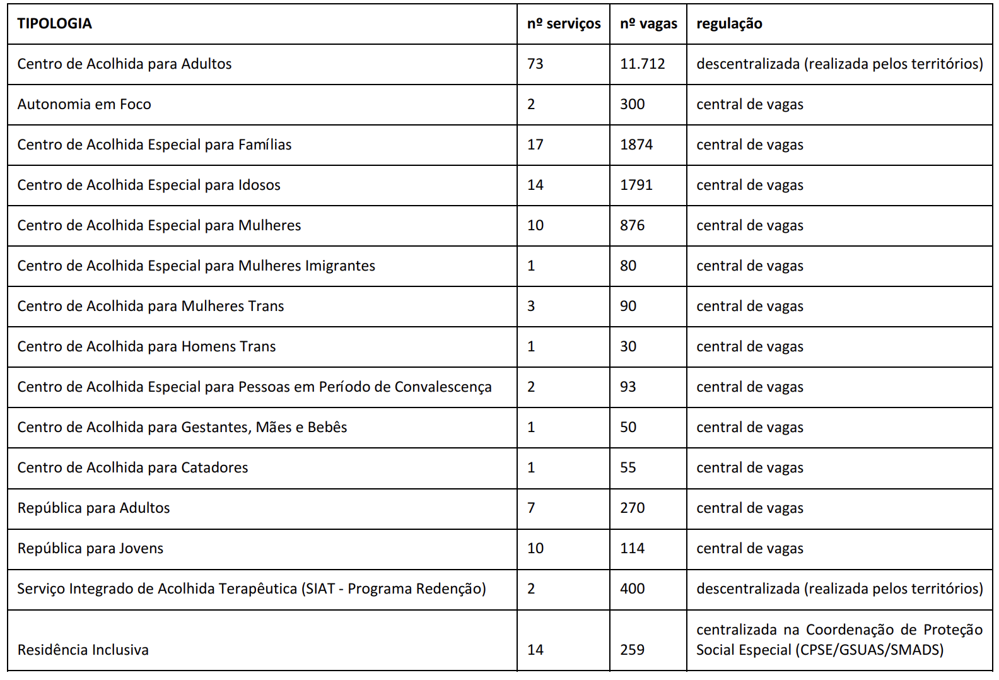 TIPOLOGIA nº serviços nº vagas regulação
Centro de Acolhida para Adultos 73 11.712 descentralizada (realizada pelos territórios)
Autonomia em Foco 2 300 central de vagas
Centro de Acolhida Especial para Famílias 17 1874 central de vagas
Centro de Acolhida Especial para Idosos 14 1791 central de vagas
Centro de Acolhida Especial para Mulheres 10 876 central de vagas
Centro de Acolhida Especial para Mulheres Imigrantes 1 80 central de vagas
Centro de Acolhida para Mulheres Trans 3 90 central de vagas
Centro de Acolhida para Homens Trans 1 30 central de vagas
Centro de Acolhida Especial para Pessoas em Período de Convalescença 2 93 central de vagas
Centro de Acolhida para Gestantes, Mães e Bebês 1 50 central de vagas
Centro de Acolhida para Catadores 1 55 central de vagas
República para Adultos 7 270 central de vagas
República para Jovens 10 114 central de vagas
Serviço Integrado de Acolhida Terapêutica (SIAT - Programa Redenção) 2 400 descentralizada (realizada pelos territórios)
centralizada na Coordenação de Proteção
Residência Inclusiva 14 259 Social Especial (CPSE/GSUAS/SMADS)